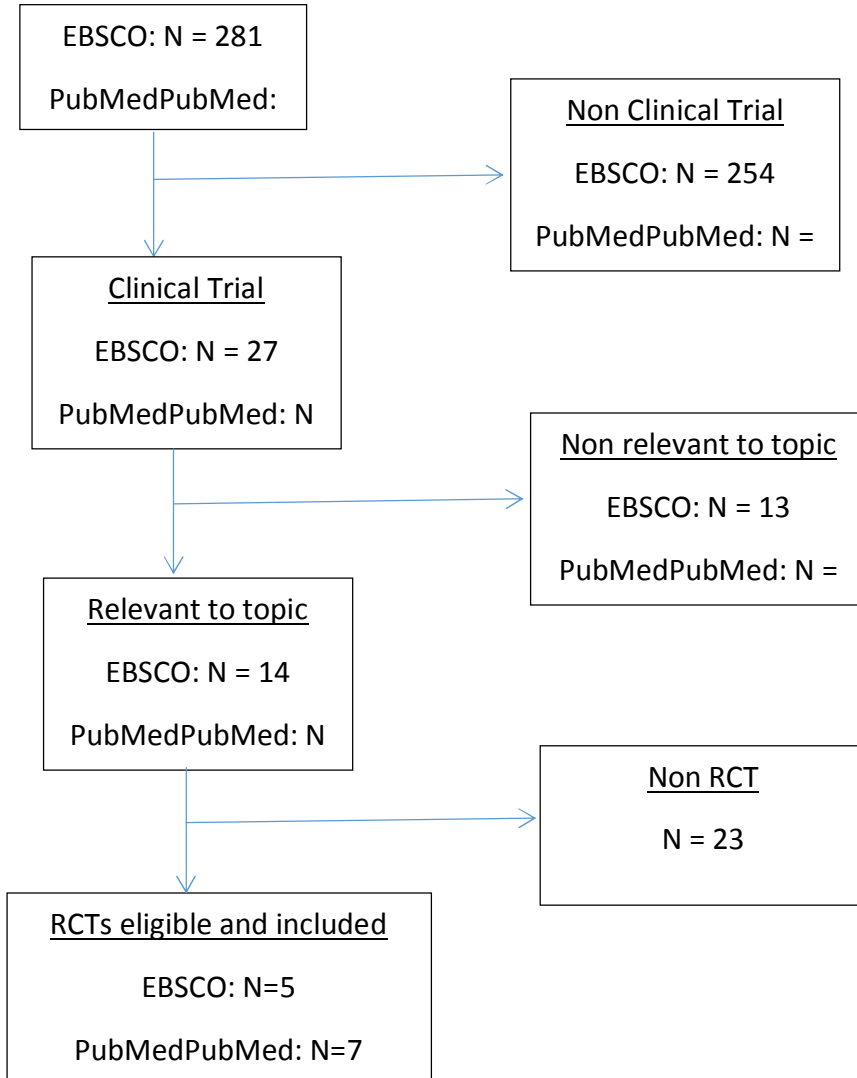 EBSCO: N = 281
PubMedPubMed:
Non Clinical Trial
EBSCO: N = 254
PubMedPubMed: N =
Clinical Trial
EBSCO: N = 27
PubMedPubMed: N
Non relevant to topic
EBSCO: N = 13
PubMedPubMed: N =
Relevant to topic
EBSCO: N = 14
PubMedPubMed: N
Non RCT
N = 23
RCTs eligible and included
EBSCO: N=5
PubMedPubMed: N=7